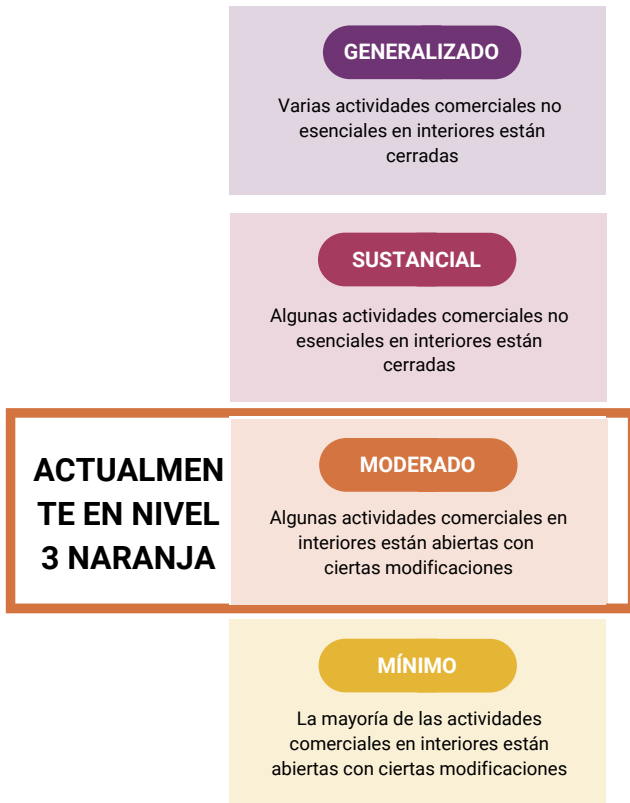 GENERALIZADO
Varias actividades comerciales no
esenciales en interiores están
cerradas
SUSTANCIAL
Algunas actividades comerciales no
esenciales en interiores están
cerradas
ACTUALMEN
TE EN NIVEL
3 NARANJA
MODERADO
Algunas actividades comerciales en
interiores están abiertas con
ciertas modificaciones
MÍNIMO
La mayoría de las actividades
comerciales en interiores están
abiertas con ciertas modificaciones